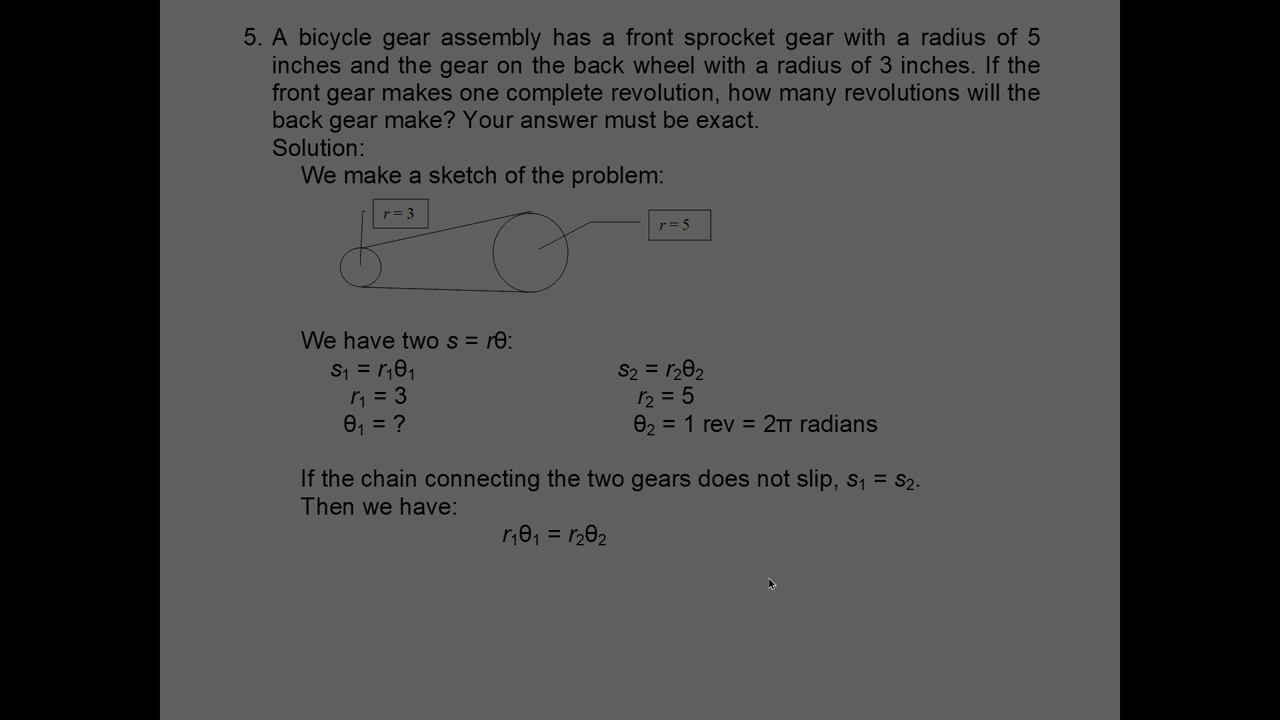 5. A bicycle gear assembly has a front sprocket gear with a radius of 5
inches and the gear on the back wheel with a radius of 3 inches. If the
front gear makes one complete revolution, how many revolutions will the
back gear make? Your answer must be exact.
Solution:
We make a sketch of the problem:
r = 3
r = 5
We have two s = rθ:
s₁ = r₁θ₁
s₂ = r₂θ₂
r₁ = 3
r₂ = 5
θ₁ = ?
θ₂ = 1 rev = 2π radians
If the chain connecting the two gears does not slip, s₁ = s₂.
Then we have:
r₁θ₁ = r₂θ₂